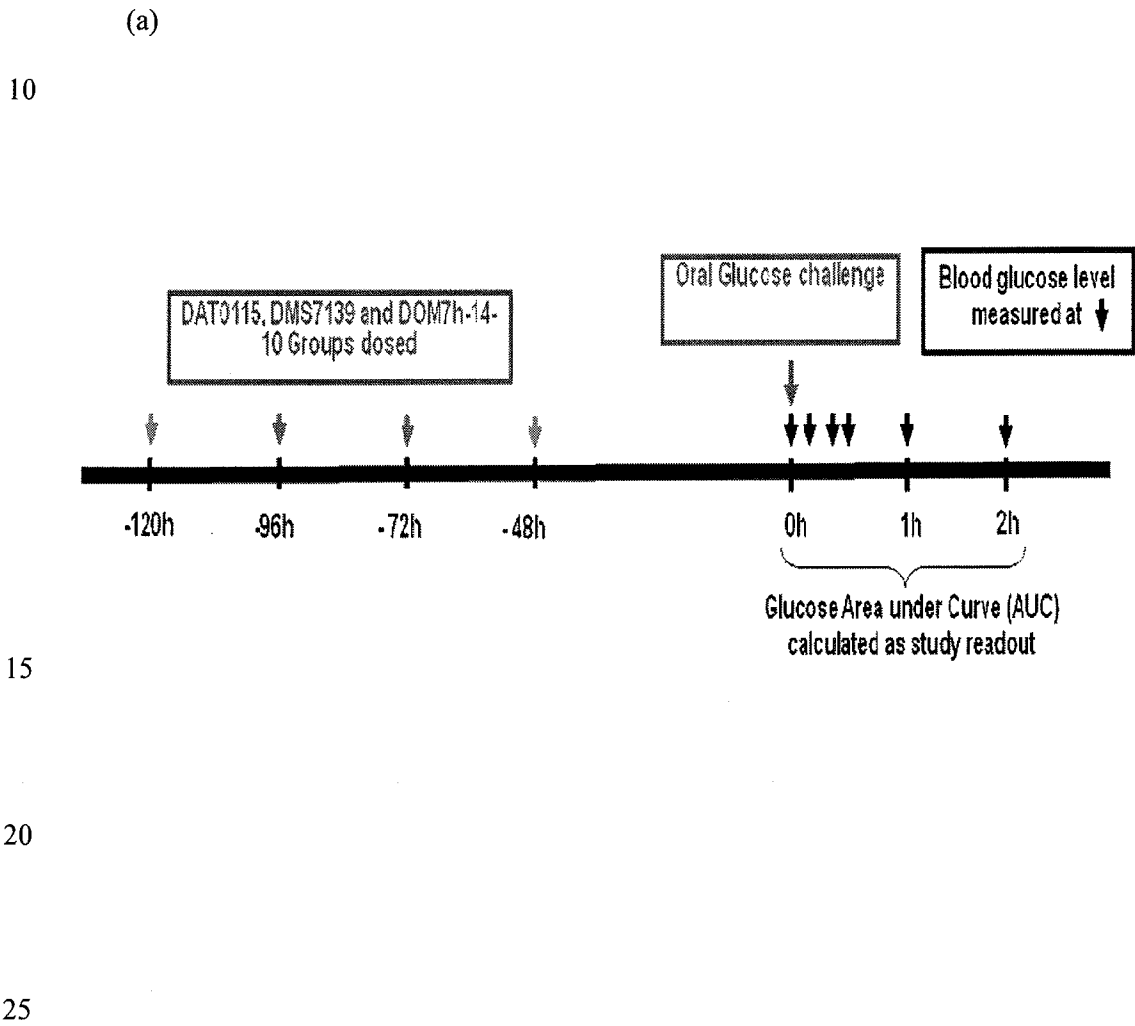 (a)
10
Oral Glucose challenge
Blood glucose level
measured at
DAT0115, DMS7139 and DOM7h-14-
10 Groups dosed
-120h
-96h
-72h
-48h
0h
1h
2h
Glucose Area under Curve (AUC)
calculated as study readout
15
20
25